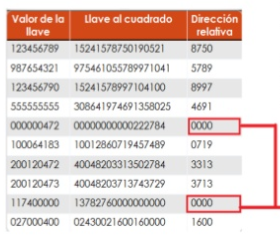 Valor de la llave Llave al cuadrado Dirección relativa
123456789 15241578750190521 8750
987654321 975461055789971041 5789
123456790 15241578997104100 8997
555555555 308641974691358025 4691
000000472 00000000000222784 0000
100064183 10012860719457489 0719
200120472 40048203313502784 3313
200120473 40048203713743729 3713
117400000 13782760000000000 0000
027000400 02430021600160000 1600